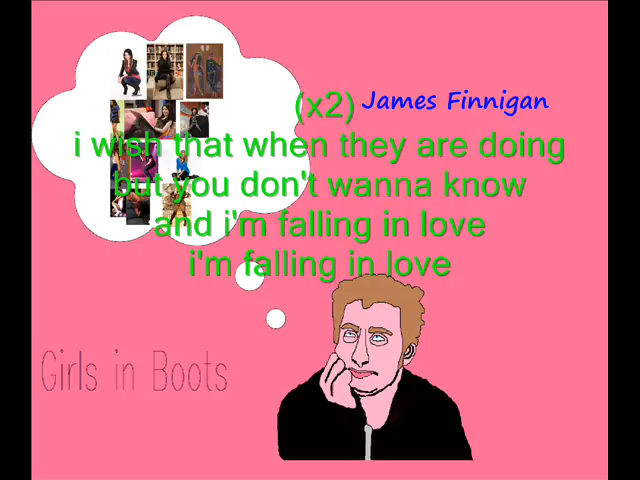 (x2) James Finnigan
i wish that when they are doing
but you don't wanna know
and i'm falling in love
i'm falling in love
Girls in Boots